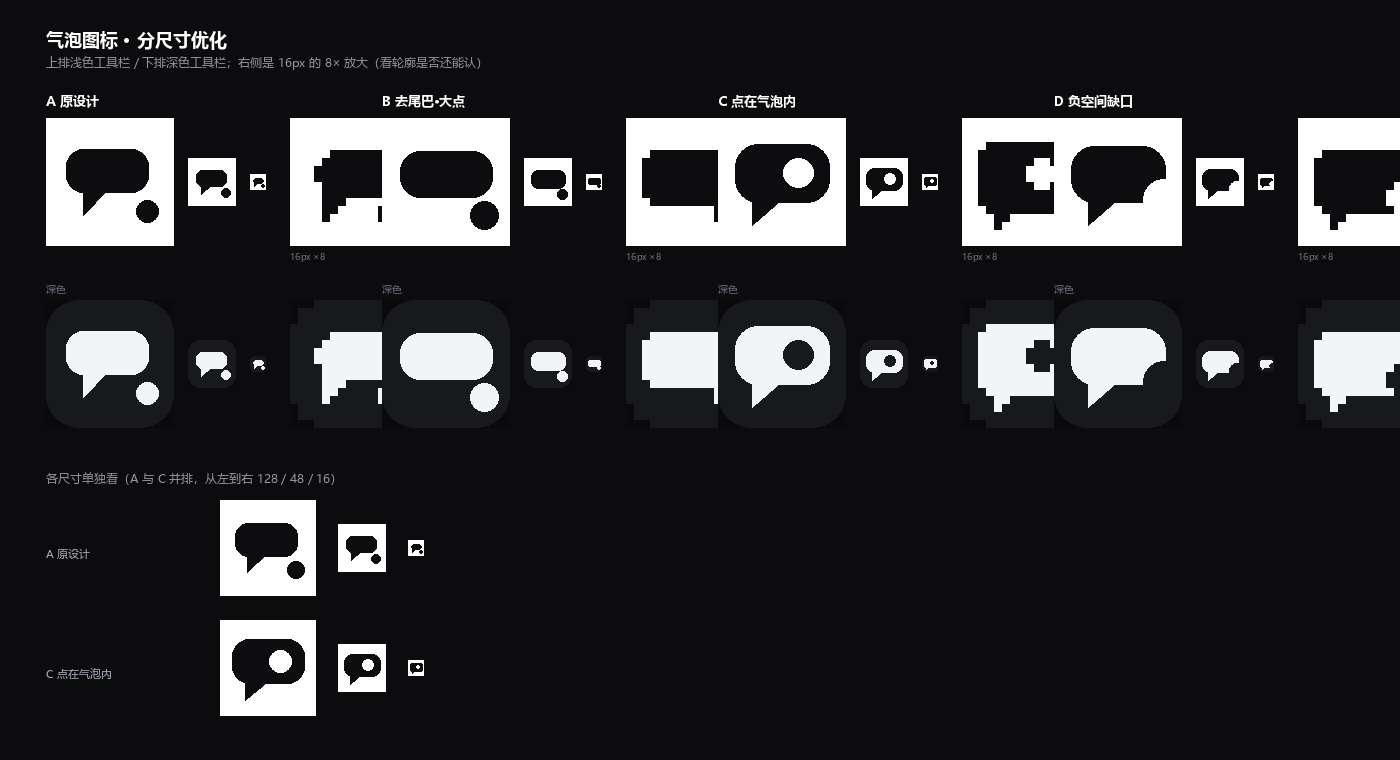 气泡图标 • 分尺寸优化
上排浅色工具栏 / 下排深色工具栏；右侧是 16px 的 8× 放大（看轮廓是否还能认）
A 原设计
B 去尾巴•大点
C 点在气泡内
D 负空间缺口
16px ×8
16px ×8
16px ×8
16px ×8
深色
深色
深色
深色
各尺寸单独看（A 与 C 并排，从左到右 128 / 48 / 16）
A 原设计
C 点在气泡内